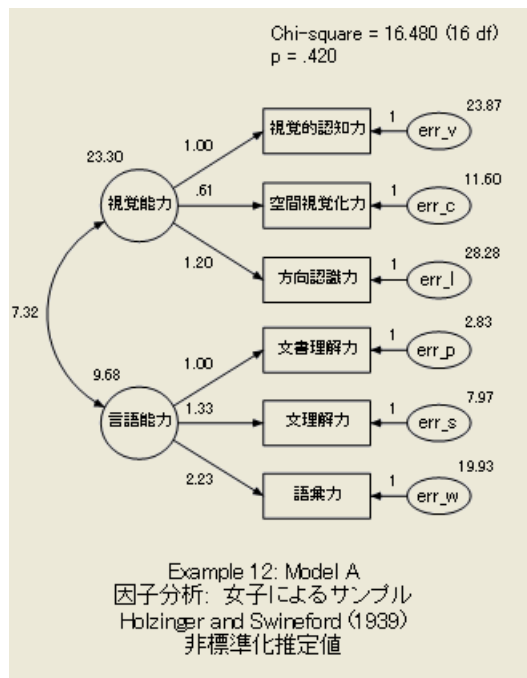 Chi-square = 16.480 (16 df)
p = .420
23.87
1
視覚的認知力
err_v
23.30
1.00
11.60
視覚能力
.61
空間視覚化力
1
err_c
28.28
1.20
方向認識力
1
err_l
7.32
2.83
1.00
文書理解力
1
err_p
9.68
7.97
言語能力
1.33
文理解力
1
err_s
19.93
2.23
語彙力
1
err_w
Example 12: Model A
因子分析: 女子によるサンプル
Holzinger and Swineford (1939)
非標準化推定値